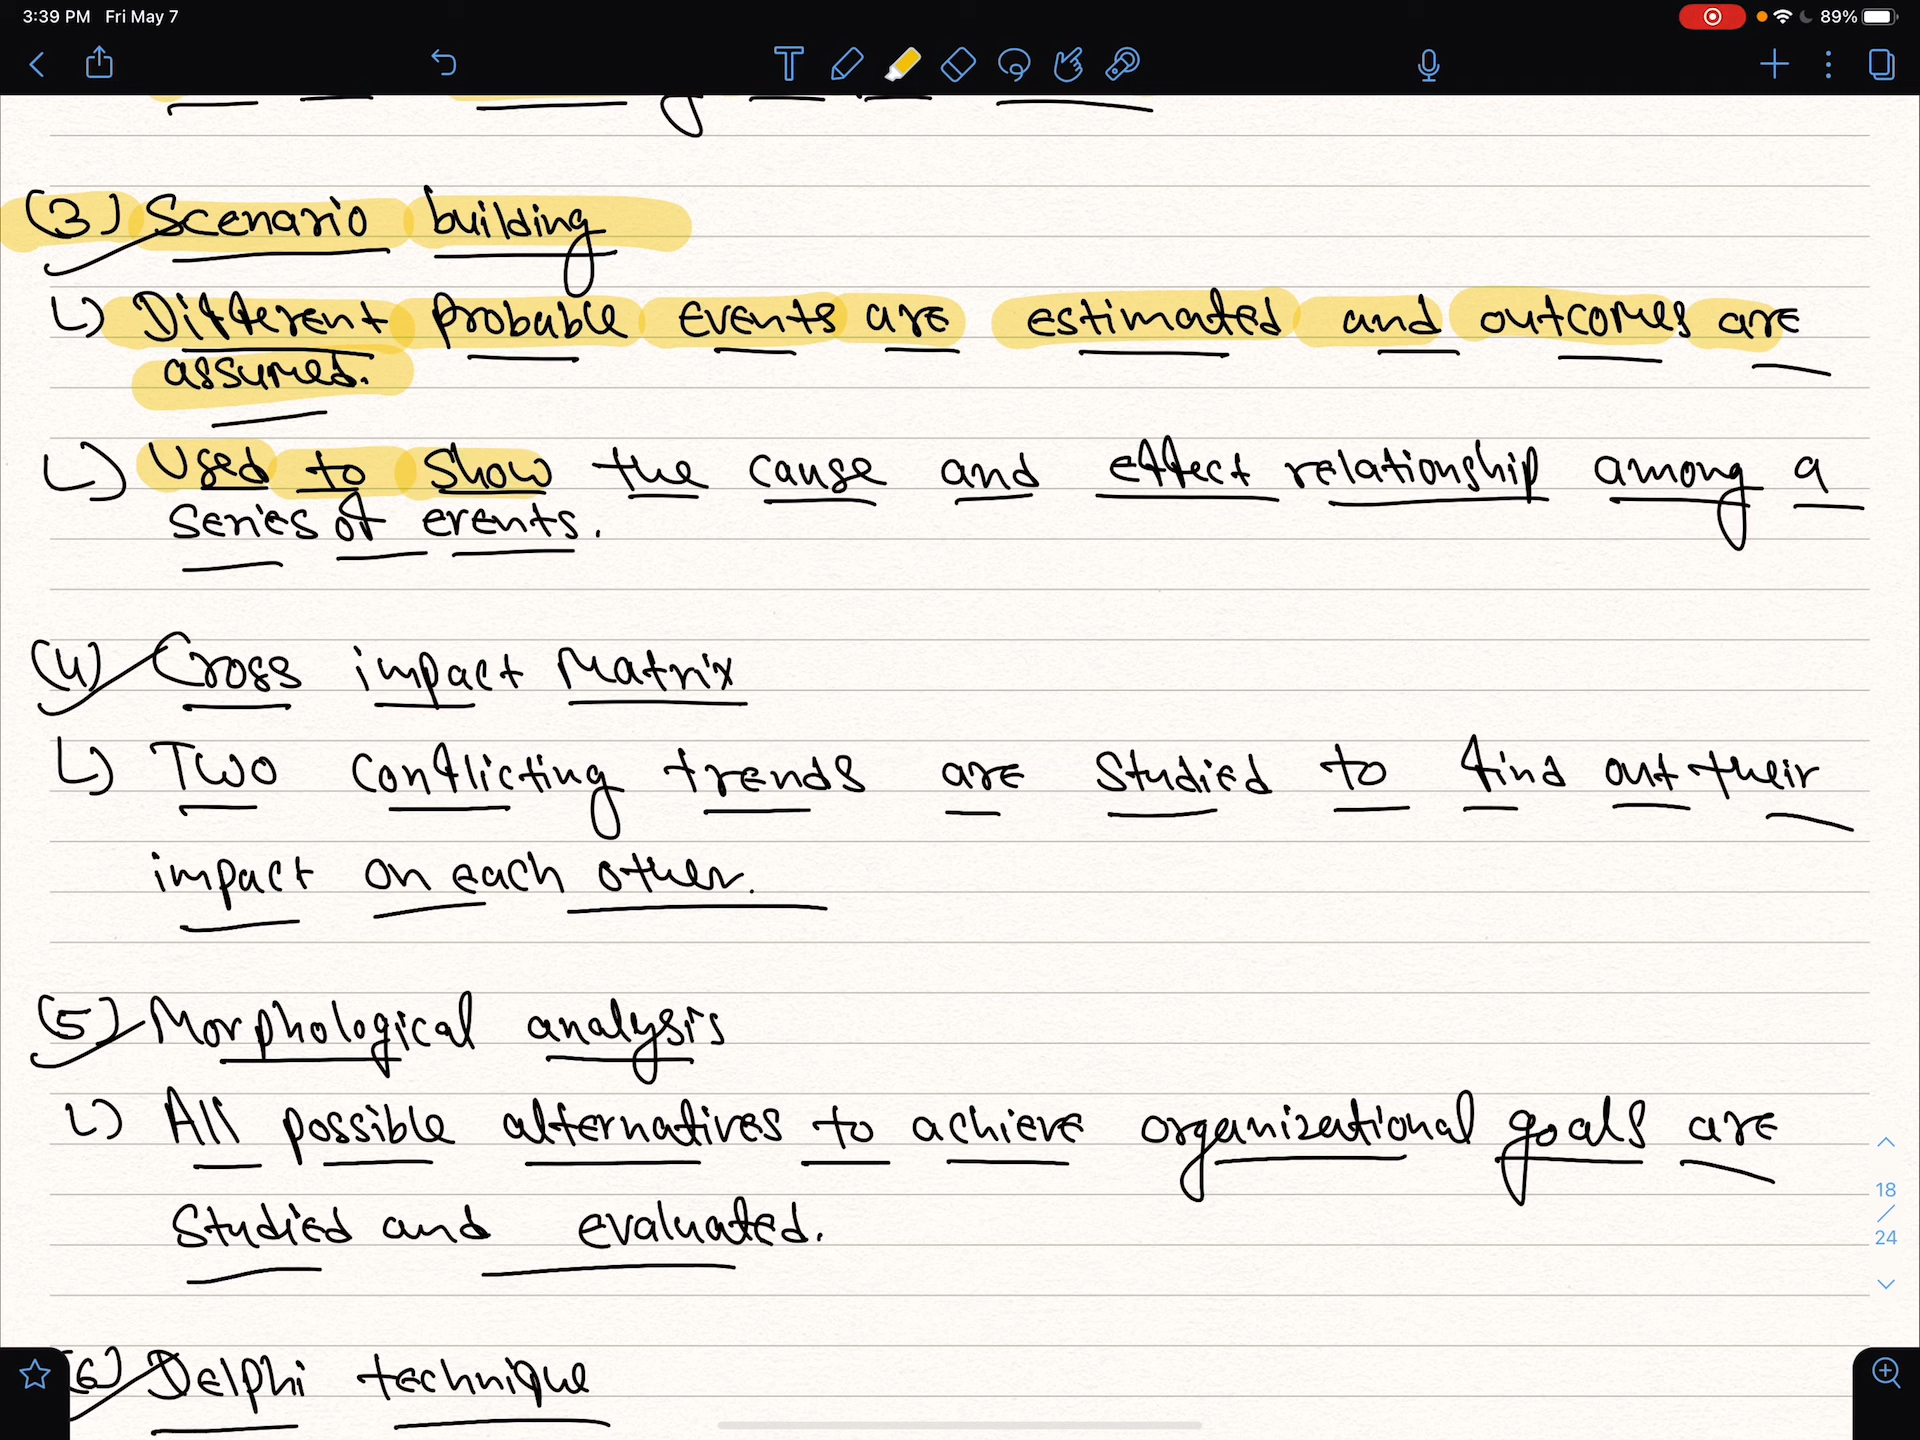 3:39 PM Fri May 7
89%
(3) Scenario building
Different probable events are estimated and outcomes are
assumed.
Used to show the cause and effect relationship among a
series of events.
(4) Cross impact Matrix
Two conflicting trends are studied to find out their
impact on each other.
(5) Morphological analysis
All possible alternatives to achieve organizational goals are
studied and evaluated.
18
/
24
(6) Delphi technique